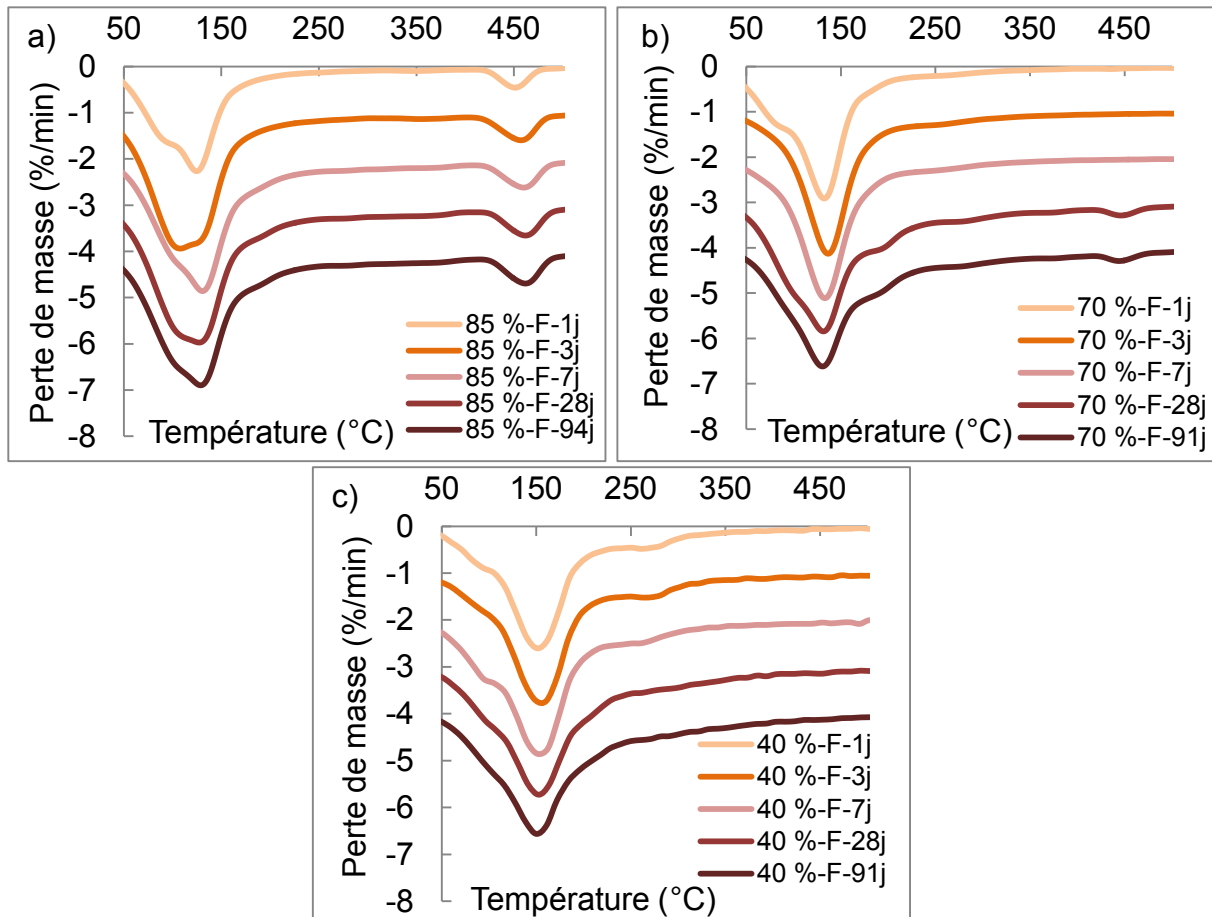 a)
50 150 250 350 450
0
-1
-2
-3
-4
-5
-6
-7
-8
Perte de masse (%/min)
Température (°C)
85 %-F-1j
85 %-F-3j
85 %-F-7j
85 %-F-28j
85 %-F-94j
b)
50 150 250 350 450
0
-1
-2
-3
-4
-5
-6
-7
-8
Perte de masse (%/min)
Température (°C)
70 %-F-1j
70 %-F-3j
70 %-F-7j
70 %-F-28j
70 %-F-91j
c)
50 150 250 350 450
0
-1
-2
-3
-4
-5
-6
-7
-8
Perte de masse (%/min)
Température (°C)
40 %-F-1j
40 %-F-3j
40 %-F-7j
40 %-F-28j
40 %-F-91j